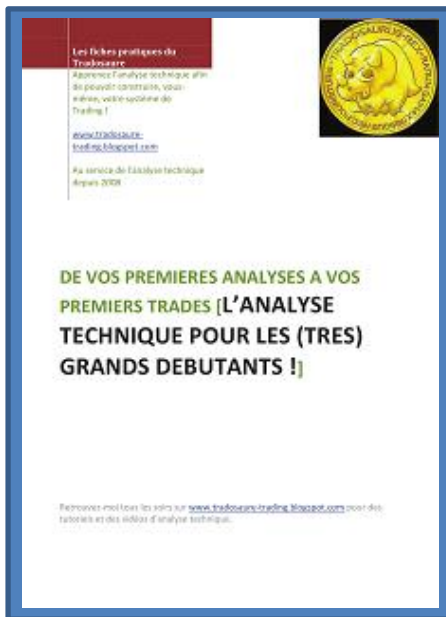 Les fiches pratiques du
Tradosaure
Apprenez l'analyse technique afin
de pouvoir construire, vous-
même, votre système de
Trading !
www.tradosaure-
trading.blogspot.com
Au service de l'analyse technique
depuis 2008
DE VOS PREMIERES ANALYSES A VOS
PREMIERS TRADES [L'ANALYSE
TECHNIQUE POUR LES (TRES)
GRANDS DEBUTANTS !]
Retrouvez-moi tous les soirs sur www.tradosaure-trading.blogspot.com pour des
tutoriels et des vidéos d'analyse technique.